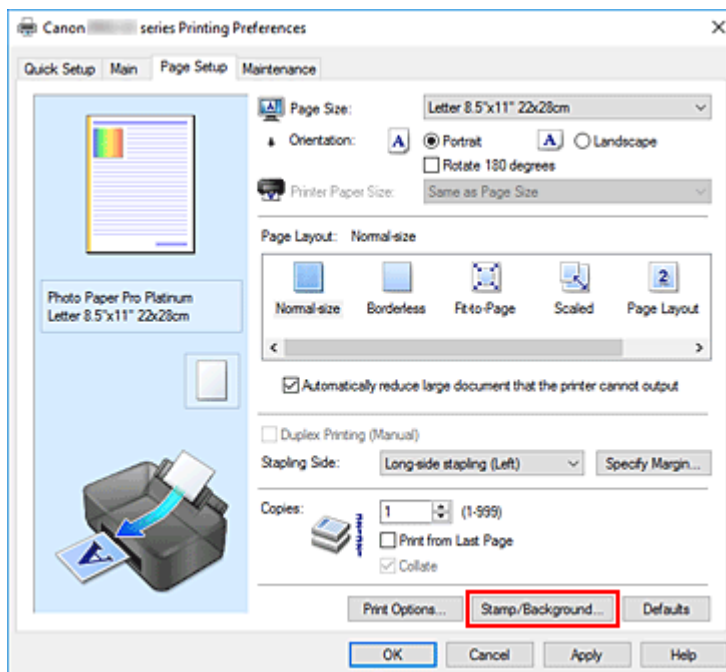 Canon series Printing Preferences
Quick Setup Main Page Setup Maintenance
Page Size: Letter 8.5"x11" 22x28cm
Orientation: A Portrait A Landscape
Rotate 180 degrees
Printer Paper Size: Same as Page Size
Page Layout: Normal-size
Normal-size Borderless Fit-to-Page Scaled 2 Page Layout
Photo Paper Pro Platinum
Letter 8.5"x11" 22x28cm
Automatically reduce large document that the printer cannot output
Duplex Printing (Manual)
Stapling Side: Long-side stapling (Left) Specify Margin...
Copies: 1 (1-999)
Print from Last Page
Collate
A
Print Options... Stamp/Background... Defaults
OK Cancel Apply Help